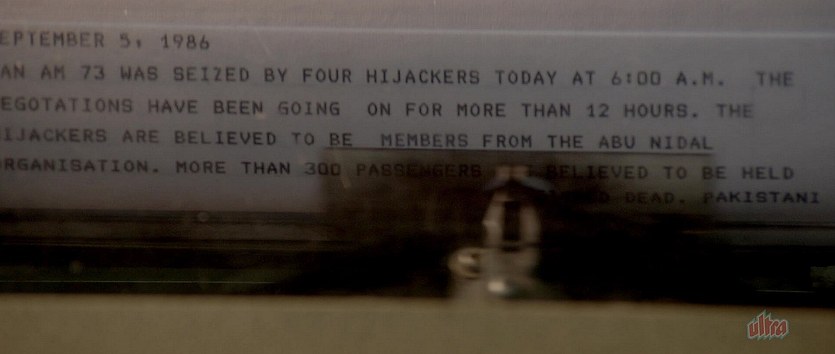 EPTEMBER 5, 1986
AN AM 73 WAS SEIZED BY FOUR HIJACKERS TODAY AT 6:00 A.M. THE
EGOTATIONS HAVE BEEN GOING ON FOR MORE THAN 12 HOURS. THE
IJACKERS ARE BELIEVED TO BE MEMBERS FROM THE ABU NIDAL
RGANISATION. MORE THAN 300 PASSENGERS BELIEVED TO BE HELD
DEAD. PAKISTANI
ultra